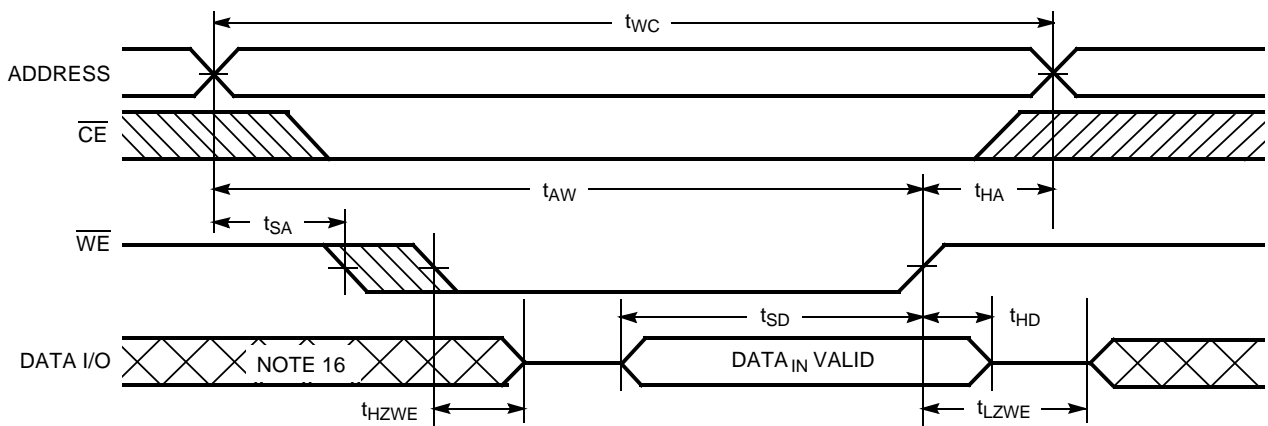 tWC
ADDRESS
CE
tAW
tHA
tSA
WE
tSD
tHD
DATA I/O
NOTE 16
DATAIN VALID
tHZWE
tLZWE